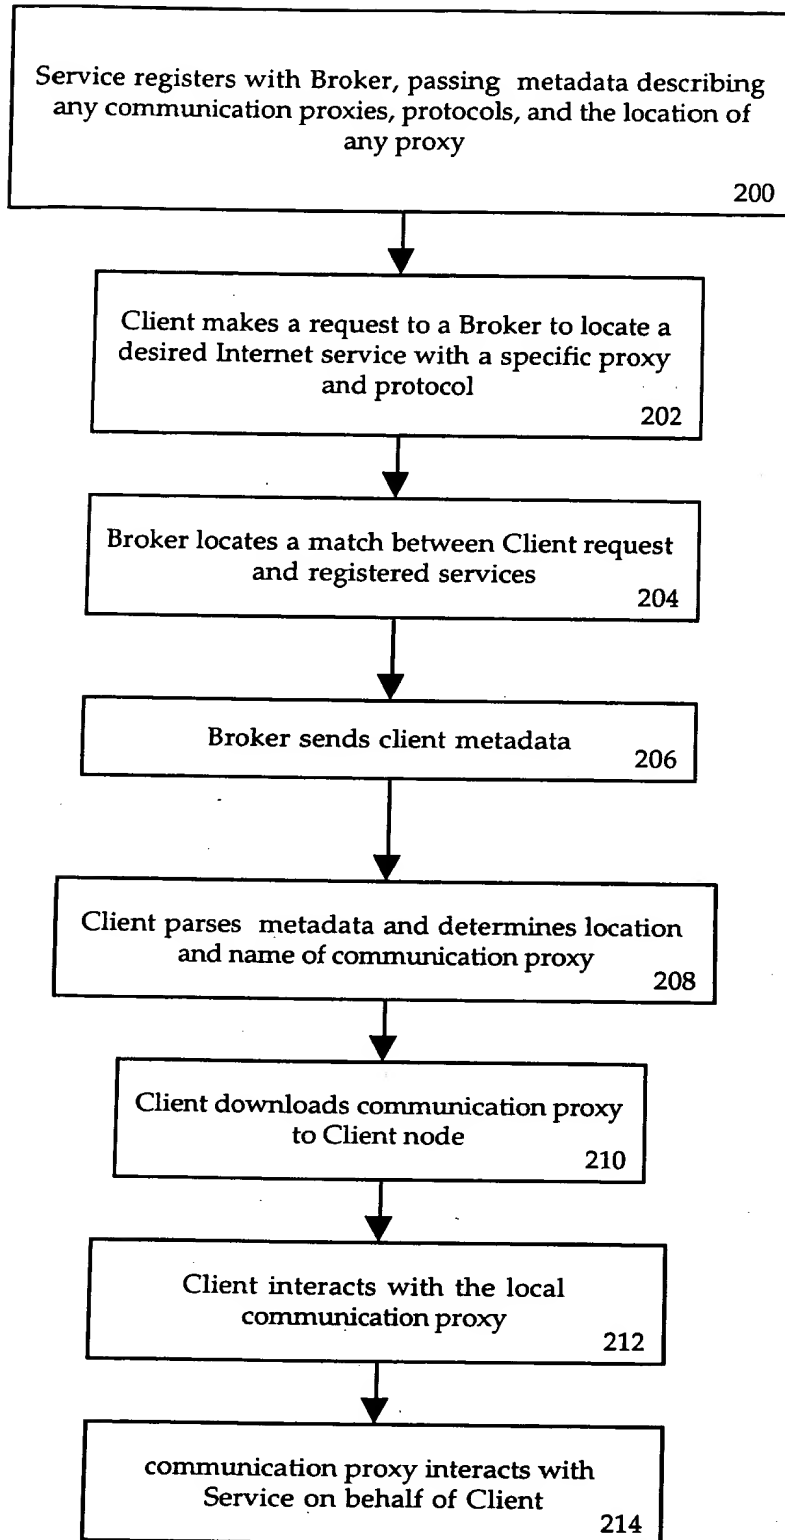 Service registers with Broker, passing metadata describing
any communication proxies, protocols, and the location of
any proxy
200
Client makes a request to a Broker to locate a
desired Internet service with a specific proxy
and protocol
202
Broker locates a match between Client request
and registered services
204
Broker sends client metadata
206
Client parses metadata and determines location
and name of communication proxy
208
Client downloads communication proxy
to Client node
210
Client interacts with the local
communication proxy
212
communication proxy interacts with
Service on behalf of Client
214